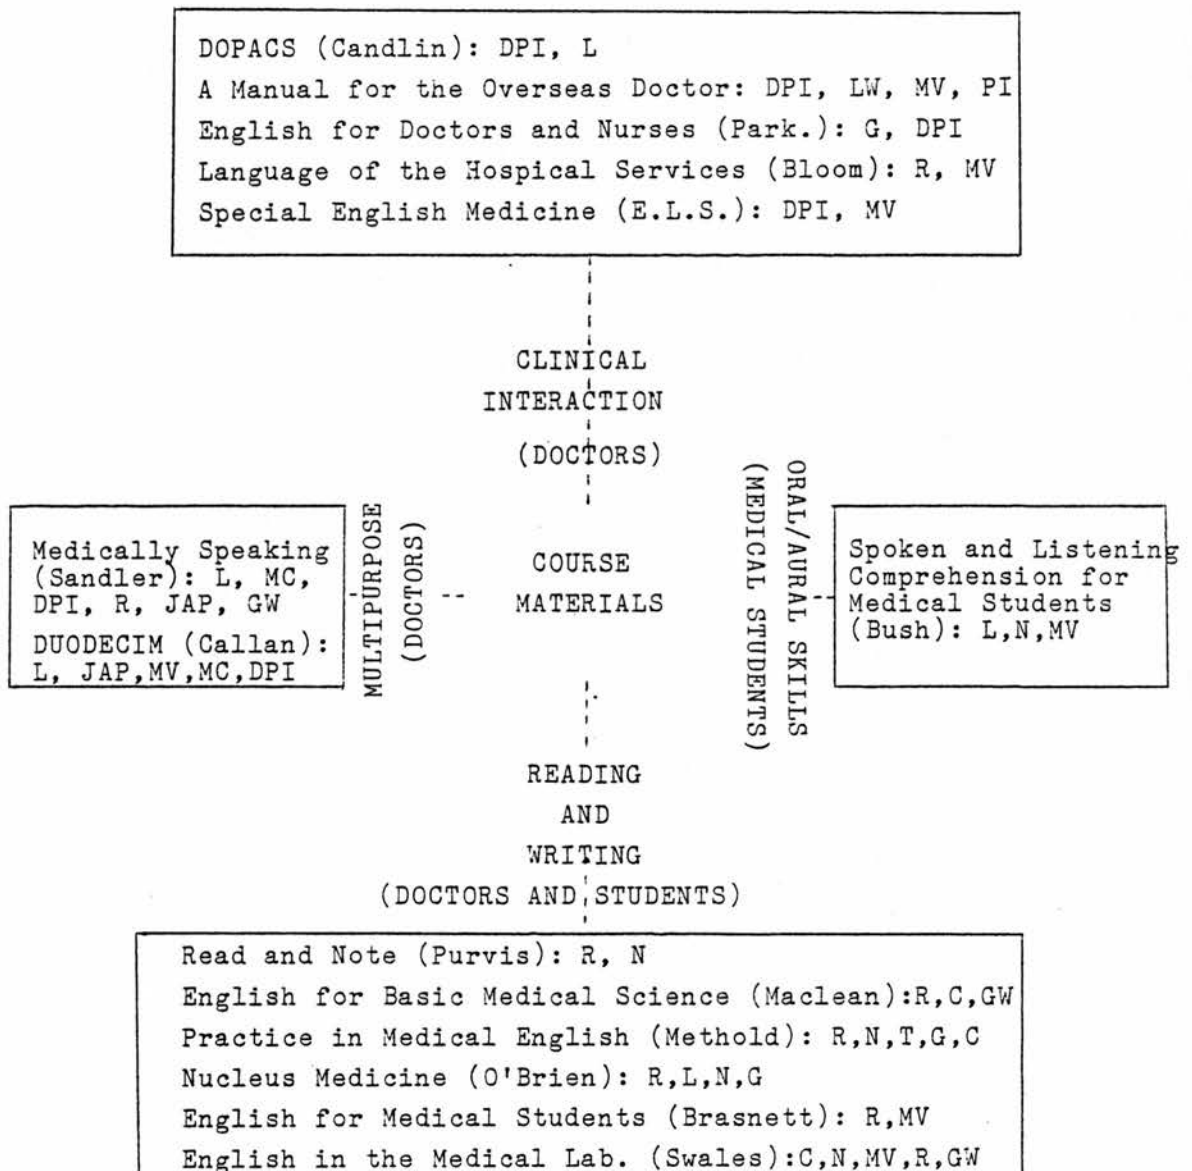 DOPACS (Candlin): DPI, L
A Manual for the Overseas Doctor: DPI, LW, MV, PI
English for Doctors and Nurses (Park.): G, DPI
Language of the Hospical Services (Bloom): R, MV
Special English Medicine (E.L.S.): DPI, MV
CLINICAL
INTERACTION
(DOCTORS)
Medically Speaking
(Sandler): L, MC,
DPI, R, JAP, GW
DUODECIM (Callan):
L, JAP,MV,MC,DPI
MULTIPURPOSE
(DOCTORS)
COURSE
MATERIALS
ORAL/AURAL SKILLS
(MEDICAL STUDENTS)
Spoken and Listening
Comprehension for
Medical Students
(Bush): L,N,MV
READING
AND
WRITING
(DOCTORS AND STUDENTS)
Read and Note (Purvis): R, N
English for Basic Medical Science (Maclean):R,C,GW
Practice in Medical English (Methold): R,N,T,G,C
Nucleus Medicine (O'Brien): R,L,N,G
English for Medical Students (Brasnett): R,MV
English in the Medical Lab. (Swales):C,N,MV,R,GW